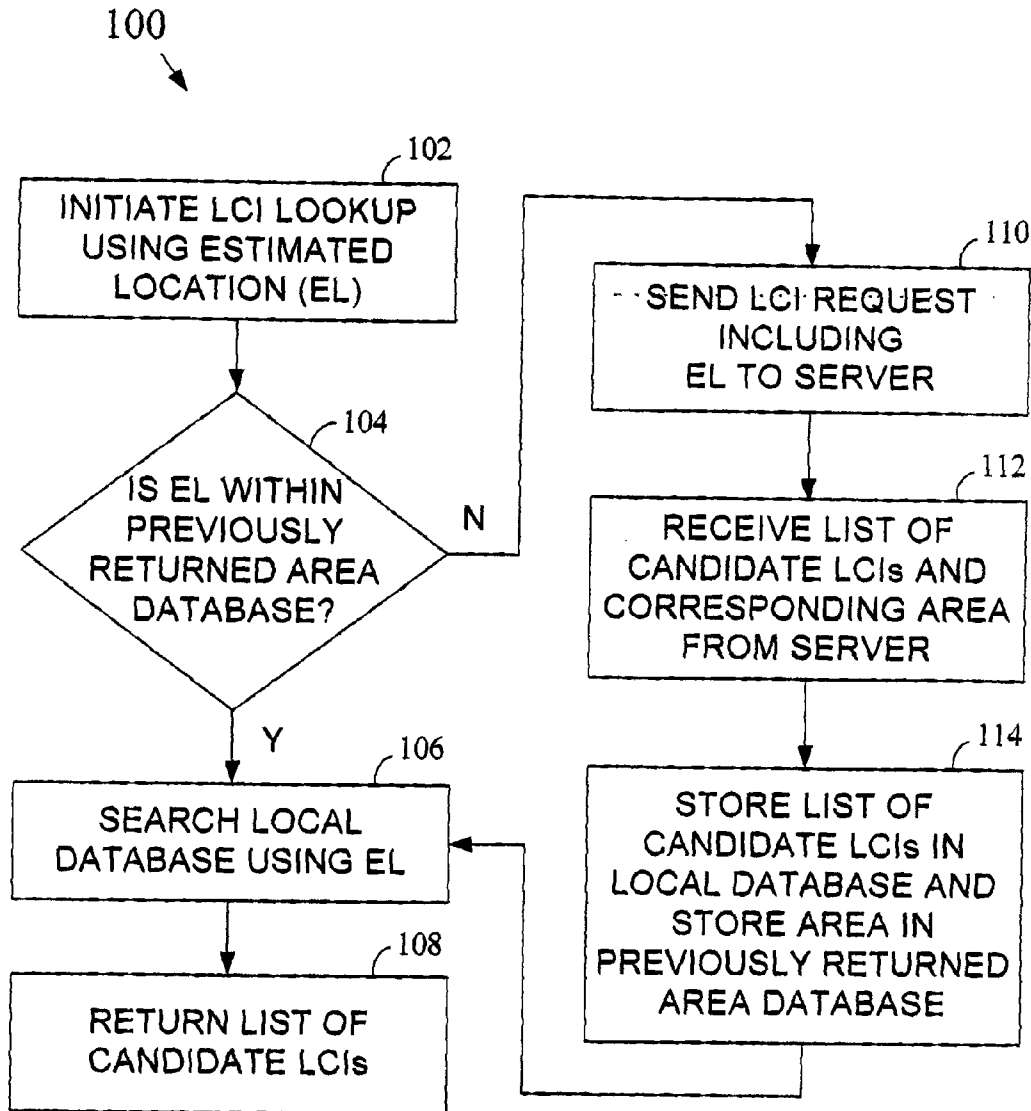 100
102
INITIATE LCI LOOKUP
USING ESTIMATED
LOCATION (EL)
104
IS EL WITHIN
PREVIOUSLY
RETURNED AREA
DATABASE?
N
Y
106
SEARCH LOCAL
DATABASE USING EL
108
RETURN LIST OF
CANDIDATE LCIs
110
SEND LCI REQUEST
INCLUDING
EL TO SERVER
112
RECEIVE LIST OF
CANDIDATE LCIs AND
CORRESPONDING AREA
FROM SERVER
114
STORE LIST OF
CANDIDATE LCIs IN
LOCAL DATABASE AND
STORE AREA IN
PREVIOUSLY RETURNED
AREA DATABASE